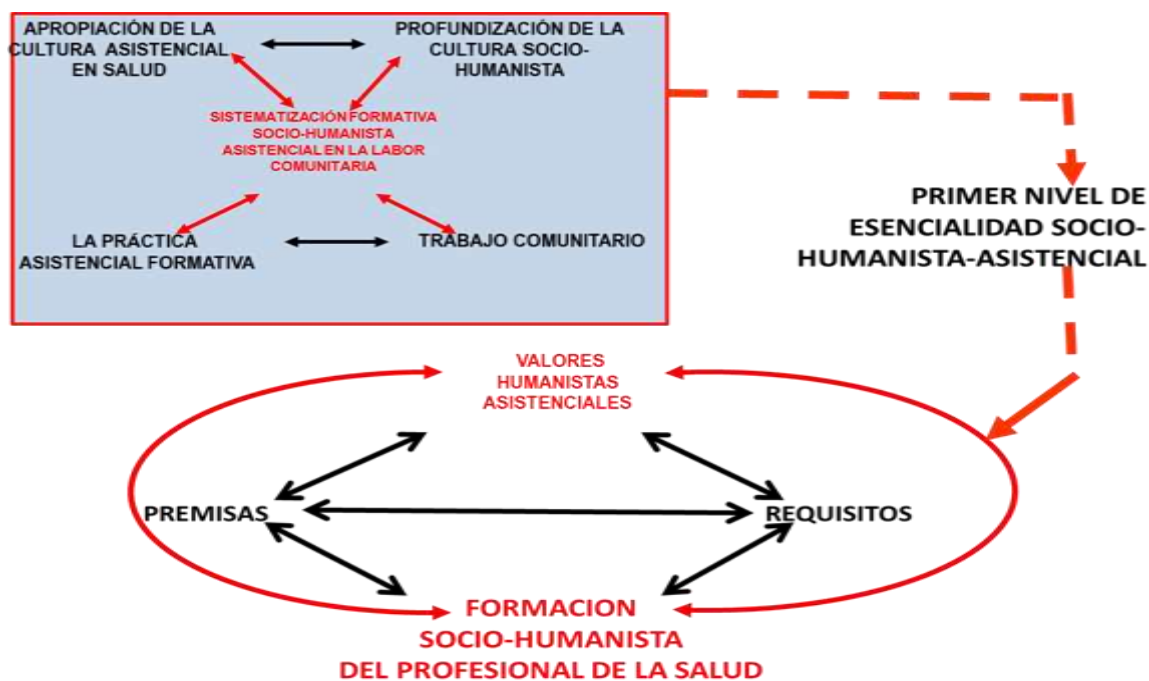 APROPIACIÓN DE LA
CULTURA ASISTENCIAL
EN SALUD
PROFUNDIZACIÓN DE LA
CULTURA SOCIO-
HUMANISTA
SISTEMATIZACIÓN FORMATIVA
SOCIO-HUMANISTA
ASISTENCIAL EN LA LABOR
COMUNITARIA
LA PRÁCTICA
ASISTENCIAL FORMATIVA
TRABAJO COMUNITARIO
PRIMER NIVEL DE
ESENCIALIDAD SOCIO-
HUMANISTA-ASISTENCIAL
VALORES
HUMANISTAS
ASISTENCIALES
PREMISAS
REQUISITOS
FORMACION
SOCIO-HUMANISTA
DEL PROFESIONAL DE LA SALUD